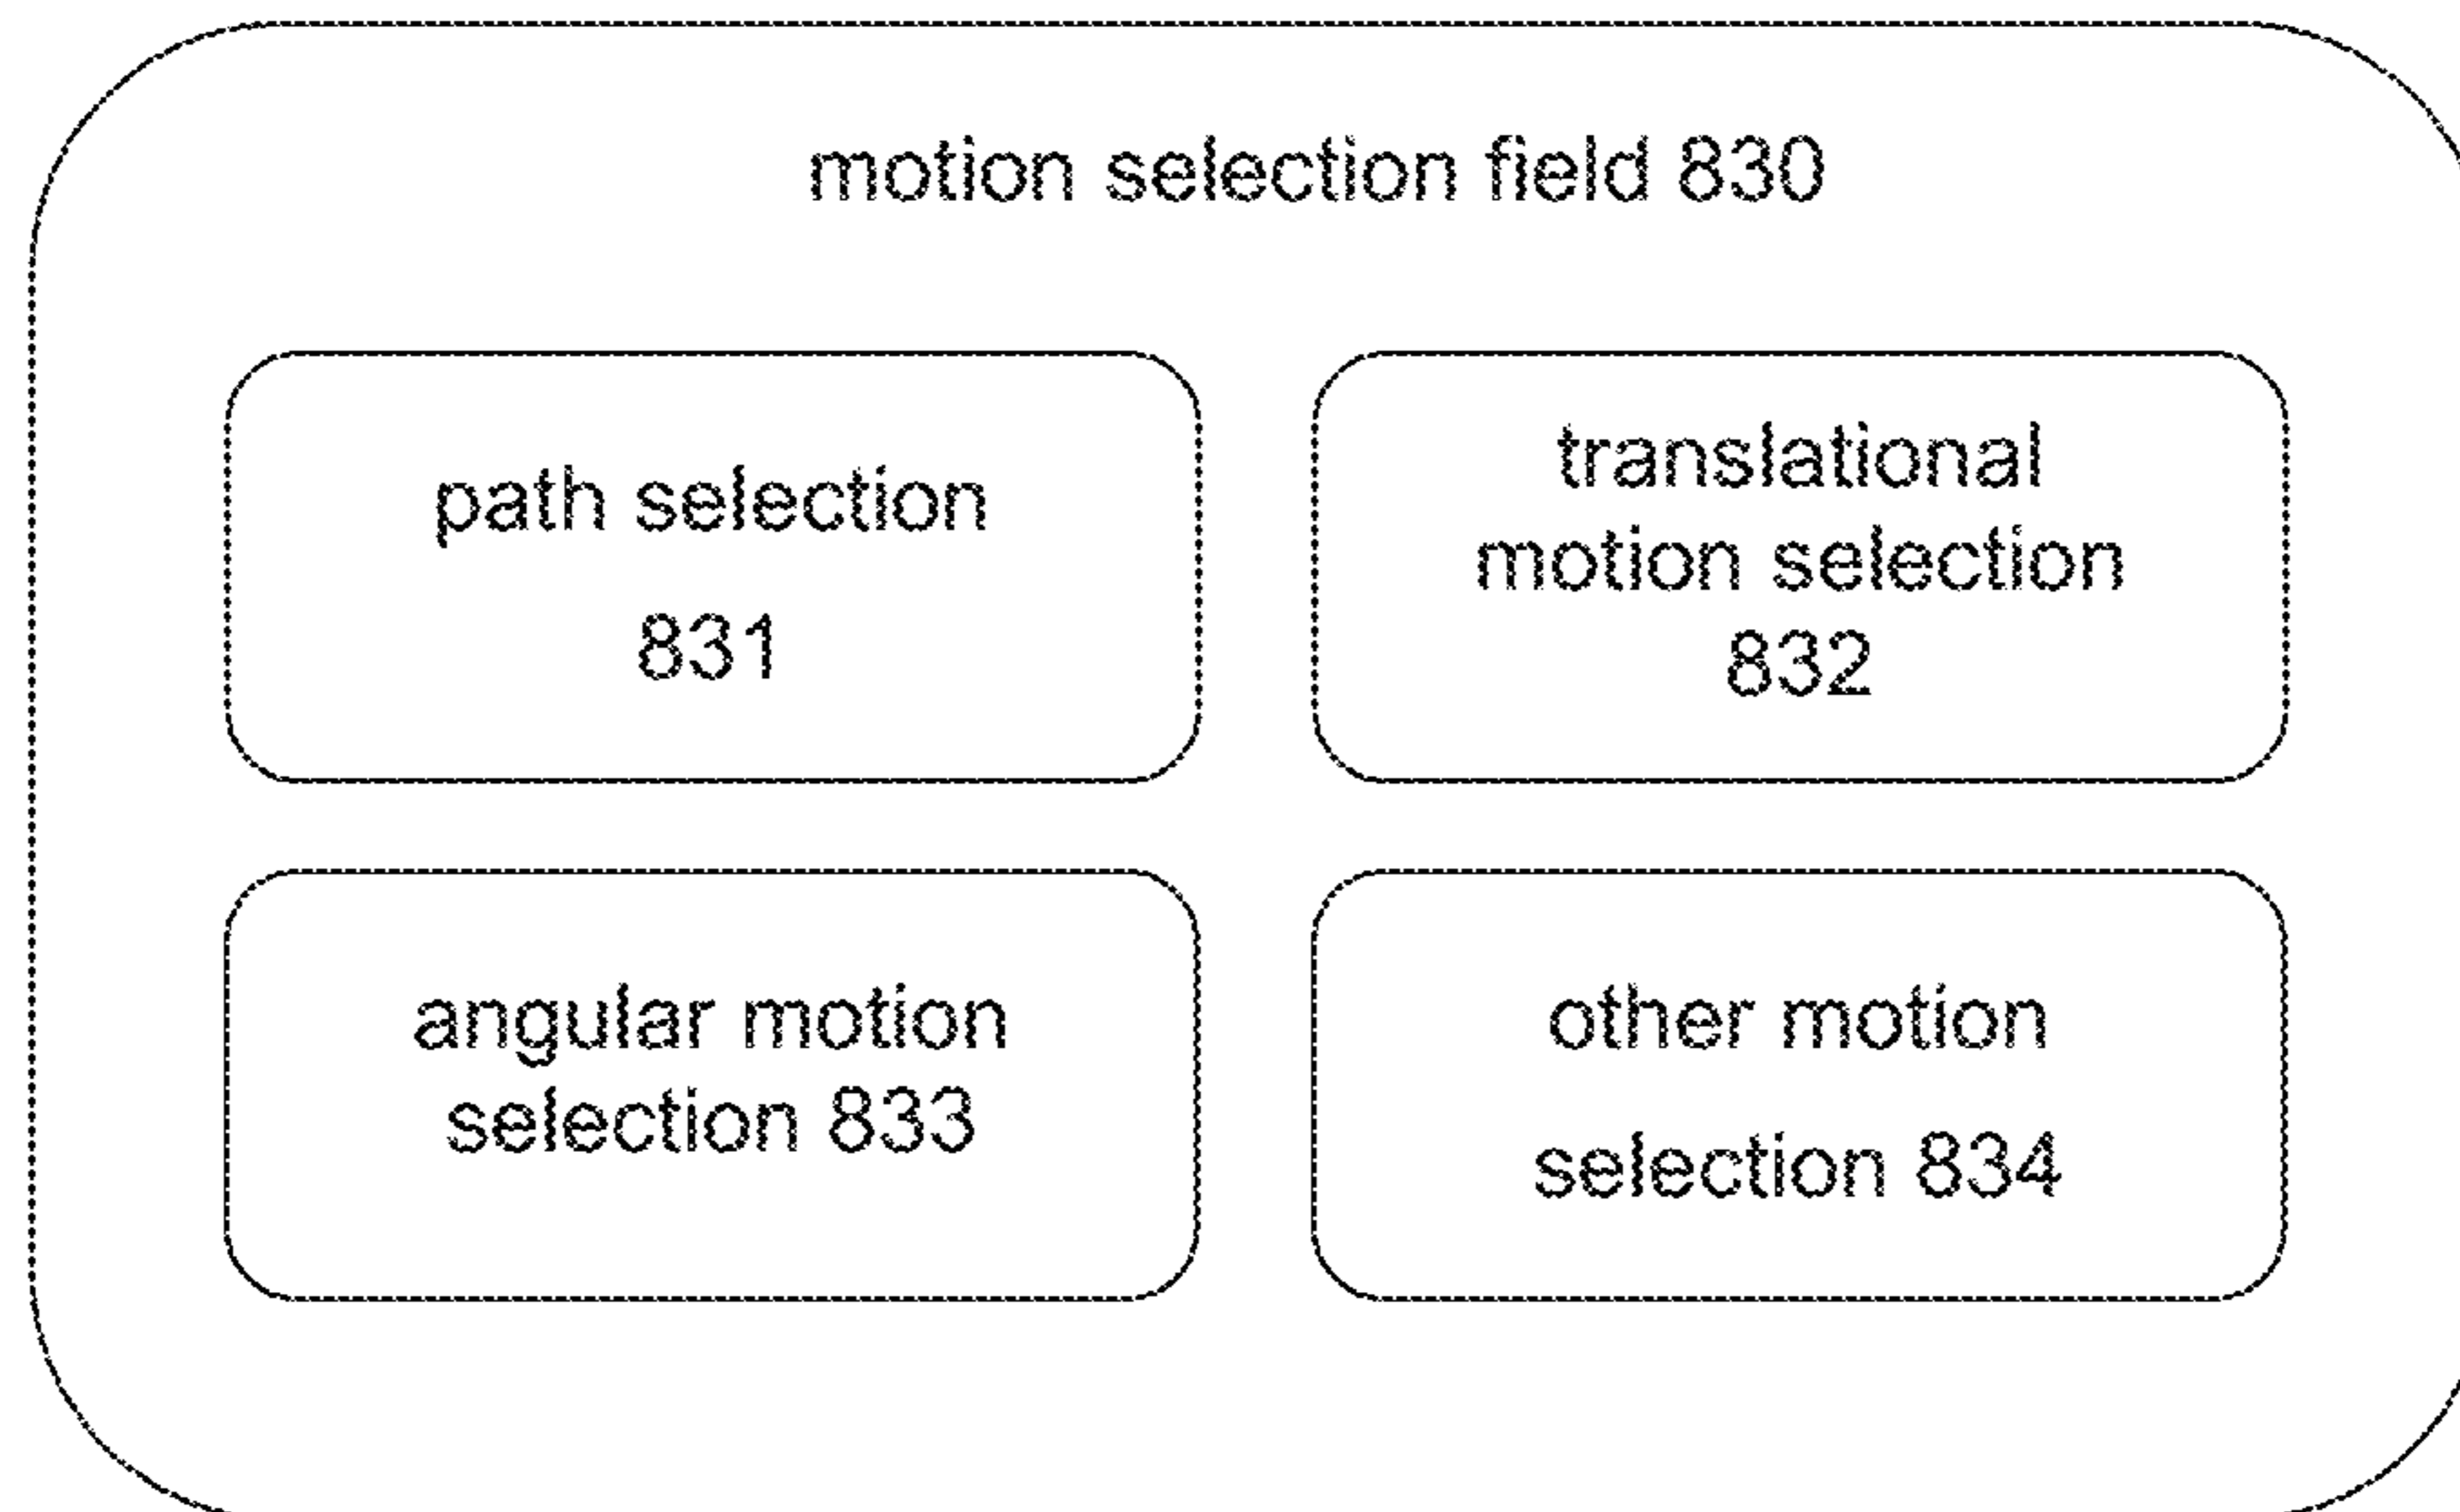 motion selection field 830
path selection
831
translational
motion selection
832
angular motion
selection 833
other motion
selection 834